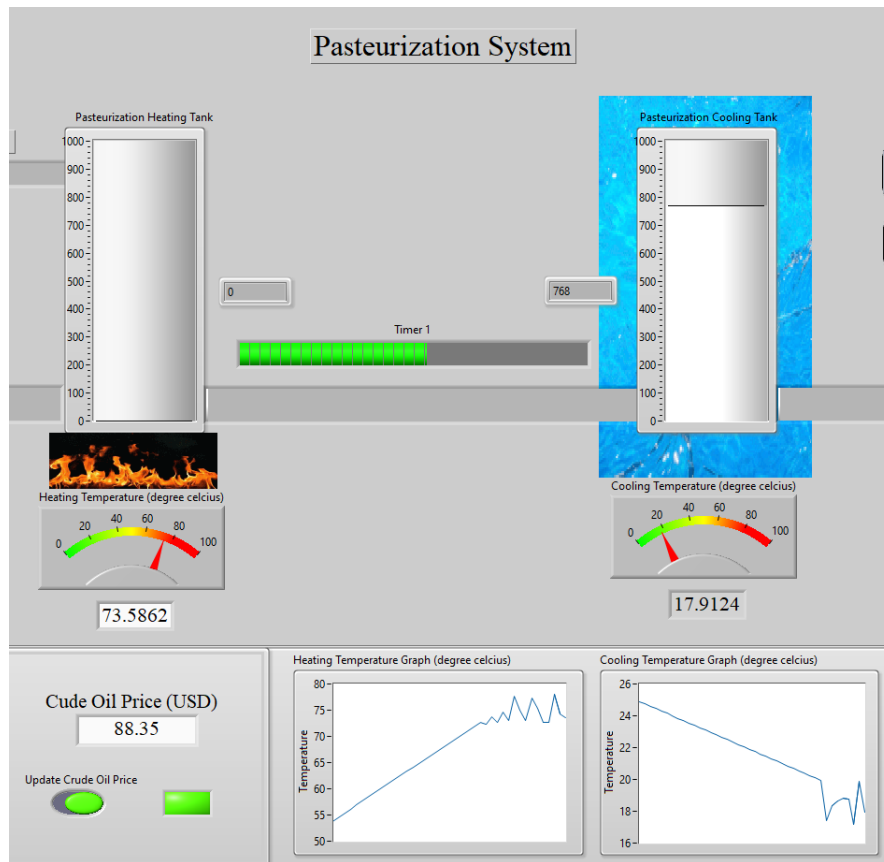 Pasteurization System
Pasteurization Heating Tank
1000
900
800
700
600
500
400
300
200
100
0
0
Timer 1
768
Pasteurization Cooling Tank
1000
900
800
700
600
500
400
300
200
100
0
Heating Temperature (degree celcius)
0 20 40 60 80 100
73.5862
Cooling Temperature (degree celcius)
0 20 40 60 80 100
17.9124
Cude Oil Price (USD)
88.35
Update Crude Oil Price
Heating Temperature Graph (degree celcius)
Temperature
80
75
70
65
60
55
50
Cooling Temperature Graph (degree celcius)
Temperature
26
24
22
20
18
16